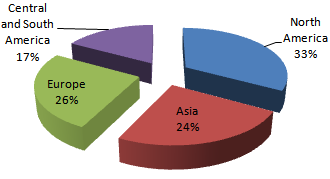 Central
and South
America
17%
North
America
33%
Europe
26%
Asia
24%